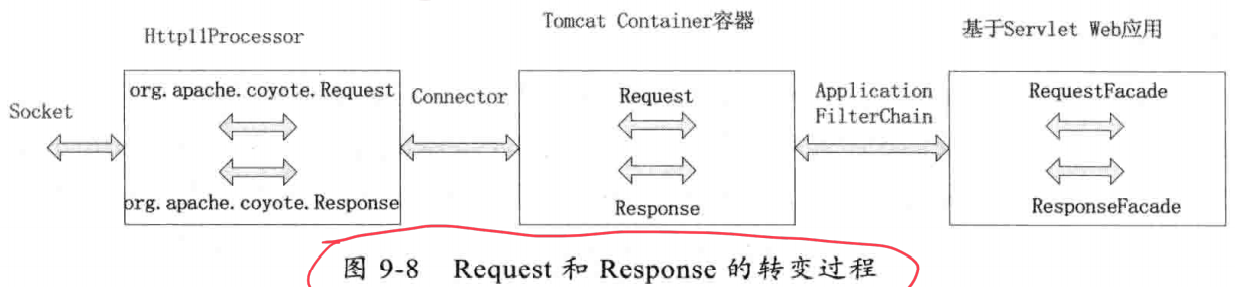 Http11Processor
Tomcat Container容器
基于Servlet Web应用
Socket
org.apache.coyote.Request
org.apache.coyote.Response
Connector
Request
Response
Application
FilterChain
RequestFacade
ResponseFacade
图 9-8 Request 和 Response 的转变过程